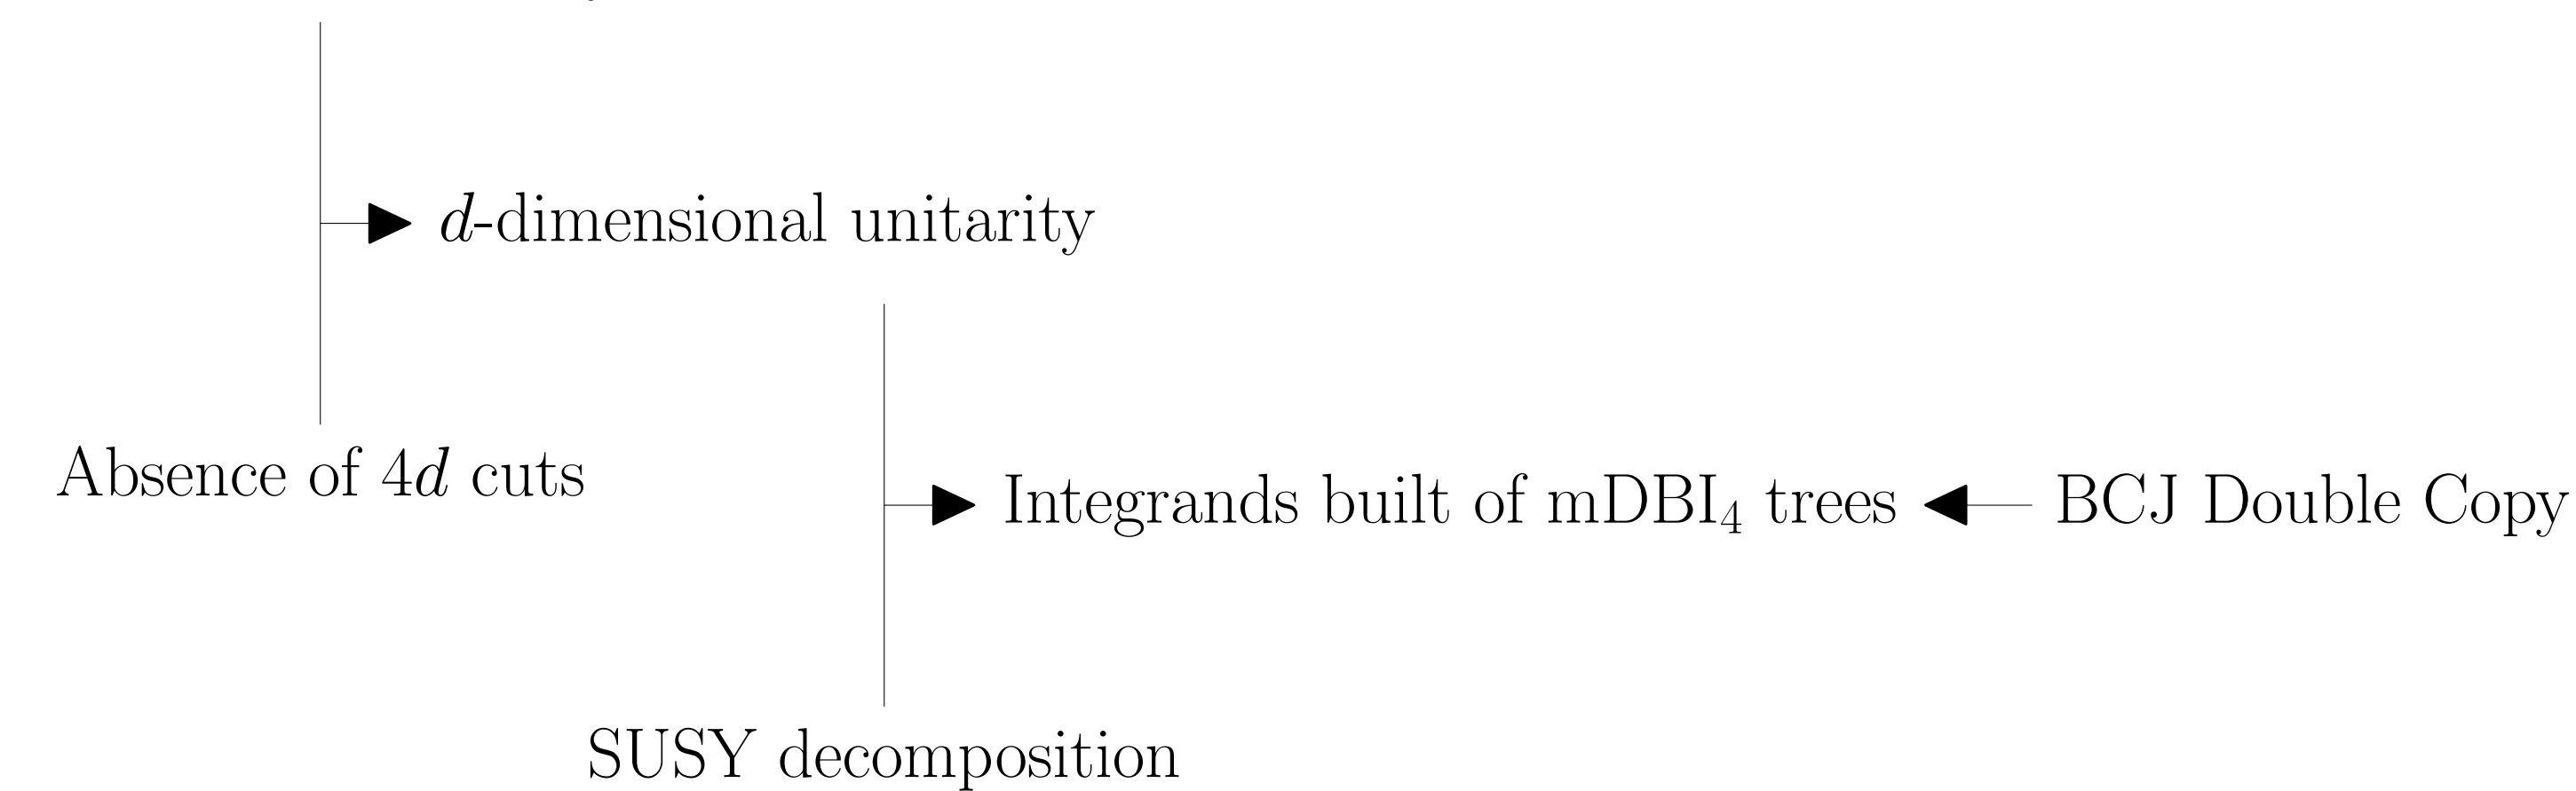 d-dimensional unitarity
Absence of 4d cuts
Integrands built of mDBI₄ trees
BCJ Double Copy
SUSY decomposition